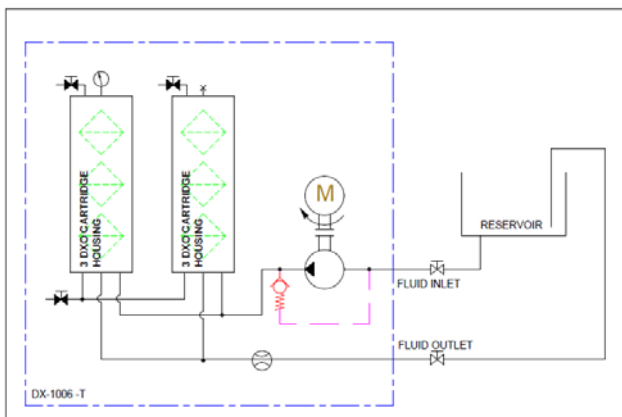 3 DXO CARTRIDGE
HOUSING
3 DXO CARTRIDGE
HOUSING
M
RESERVOIR
FLUID INLET
FLUID OUTLET
DX-1006 -T